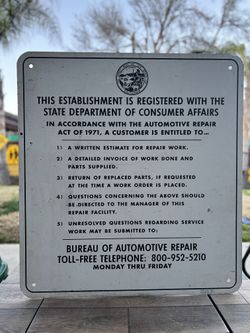 THIS ESTABLISHMENT IS REGISTERED WITH THE
STATE DEPARTMENT OF CONSUMER AFFAIRS
IN ACCORDANCE WITH THE AUTOMOTIVE REPAIR
ACT OF 1971, A CUSTOMER IS ENTITLED TO...
1) A WRITTEN ESTIMATE FOR REPAIR WORK.
2) A DETAILED INVOICE OF WORK DONE AND
PARTS SUPPLIED.
3) RETURN OF REPLACED PARTS, IF REQUESTED
AT THE TIME A WORK ORDER IS PLACED.
4) QUESTIONS CONCERNING THE ABOVE SHOULD
BE DIRECTED TO THE MANAGER OF THIS
REPAIR FACILITY.
5) UNRESOLVED QUESTIONS REGARDING SERVICE
WORK MAY BE SUBMITTED TO:
BUREAU OF AUTOMOTIVE REPAIR
TOLL-FREE TELEPHONE: 800-952-5210
MONDAY THRU FRIDAY